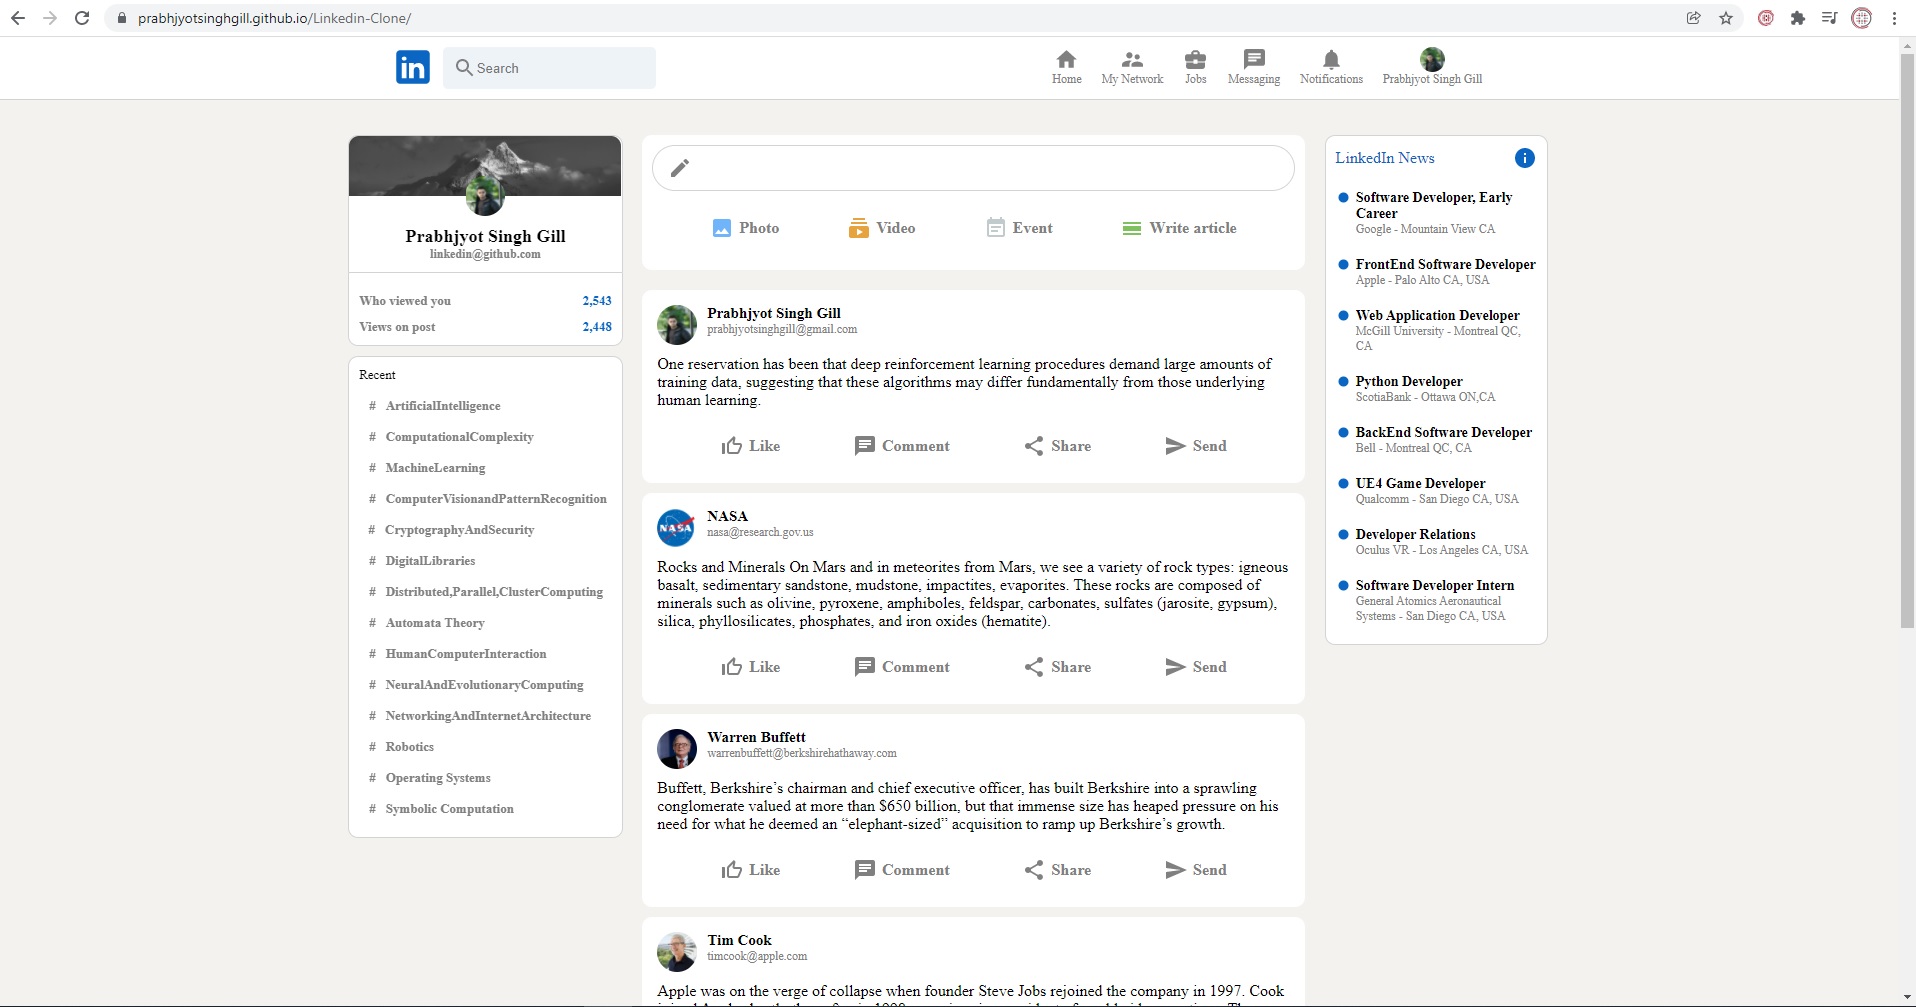 prabhjyotsinghgill.github.io/Linkedin-Clone/
in
Search
Home
My Network
Jobs
Messaging
Notifications
Prabhjyot Singh Gill
Prabhjyot Singh Gill
linkedin@github.com
Who viewed you 2,543
Views on post 2,448
Recent
# ArtificialIntelligence
# ComputationalComplexity
# MachineLearning
# ComputerVisionandPatternRecognition
# CryptographyAndSecurity
# DigitalLibraries
# Distributed,Parallel,ClusterComputing
# Automata Theory
# HumanComputerInteraction
# NeuralAndEvolutionaryComputing
# NetworkingAndInternetArchitecture
# Robotics
# Operating Systems
# Symbolic Computation
Photo
Video
Event
Write article
Prabhjyot Singh Gill
prabhjyotsinghgill@gmail.com
One reservation has been that deep reinforcement learning procedures demand large amounts of
training data, suggesting that these algorithms may differ fundamentally from those underlying
human learning.
Like
Comment
Share
Send
NASA
NASA
nasa@research.gov.us
Rocks and Minerals On Mars and in meteorites from Mars, we see a variety of rock types: igneous
basalt, sedimentary sandstone, mudstone, impactites, evaporites. These rocks are composed of
minerals such as olivine, pyroxene, amphiboles, feldspar, carbonates, sulfates (jarosite, gypsum),
silica, phyllosilicates, phosphates, and iron oxides (hematite).
Like
Comment
Share
Send
Warren Buffett
warrenbuffett@berkshirehathaway.com
Buffett, Berkshire’s chairman and chief executive officer, has built Berkshire into a sprawling
conglomerate valued at more than $650 billion, but that immense size has heaped pressure on his
need for what he deemed an “elephant-sized” acquisition to ramp up Berkshire’s growth.
Like
Comment
Share
Send
Tim Cook
timcook@apple.com
Apple was on the verge of collapse when founder Steve Jobs rejoined the company in 1997. Cook
LinkedIn News
Software Developer, Early
Career
Google - Mountain View CA
FrontEnd Software Developer
Apple - Palo Alto CA, USA
Web Application Developer
McGill University - Montreal QC,
CA
Python Developer
ScotiaBank - Ottawa ON,CA
BackEnd Software Developer
Bell - Montreal QC, CA
UE4 Game Developer
Qualcomm - San Diego CA, USA
Developer Relations
Oculus VR - Los Angeles CA, USA
Software Developer Intern
General Atomics Aeronautical
Systems - San Diego CA, USA